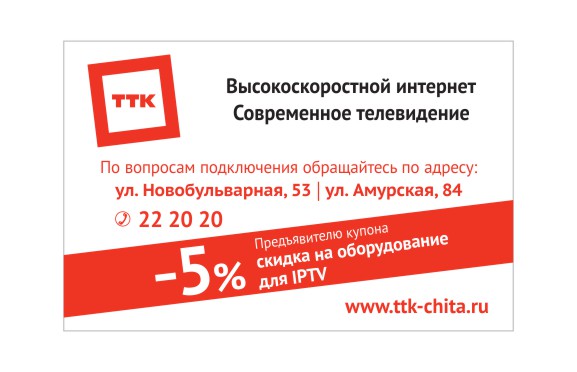 ТТК
Высокоскоростной интернет
Современное телевидение
По вопросам подключения обращайтесь по адресу:
ул. Новобульварная, 53 | ул. Амурская, 84
✆ 22 20 20
-5%
Предъявителю купона
скидка на оборудование
для IPTV
www.ttk-chita.ru